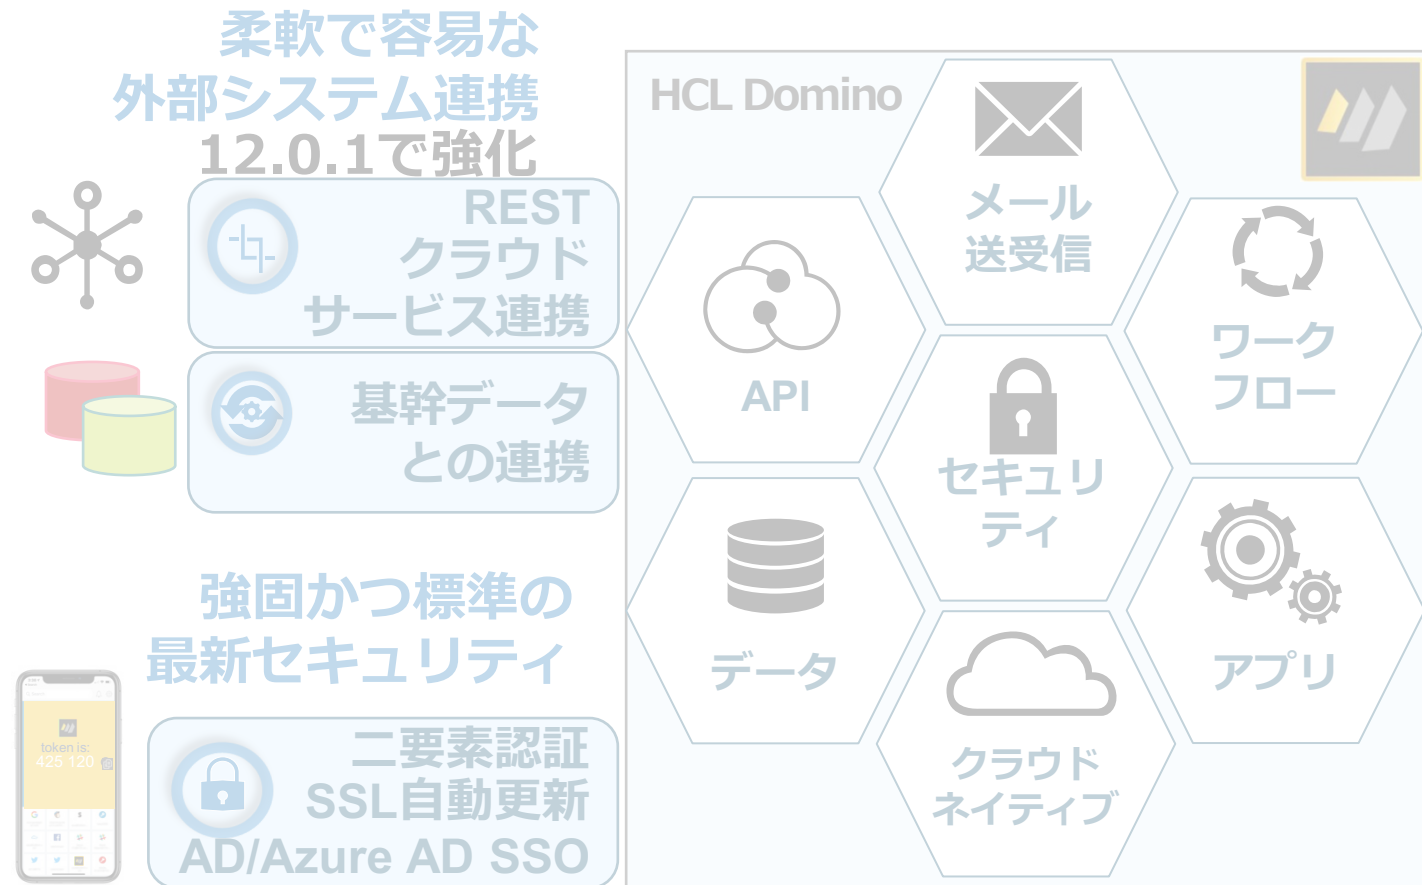 柔軟で容易な
外部システム連携
12.0.1で強化
REST
クラウド
サービス連携
基幹データ
との連携
強固かつ標準の
最新セキュリティ
token is:
425 120
二要素認証
SSL自動更新
AD/Azure AD SSO
HCL Domino
メール
送受信
API
ワーク
フロー
セキュリ
ティ
データ
アプリ
クラウド
ネイティブ